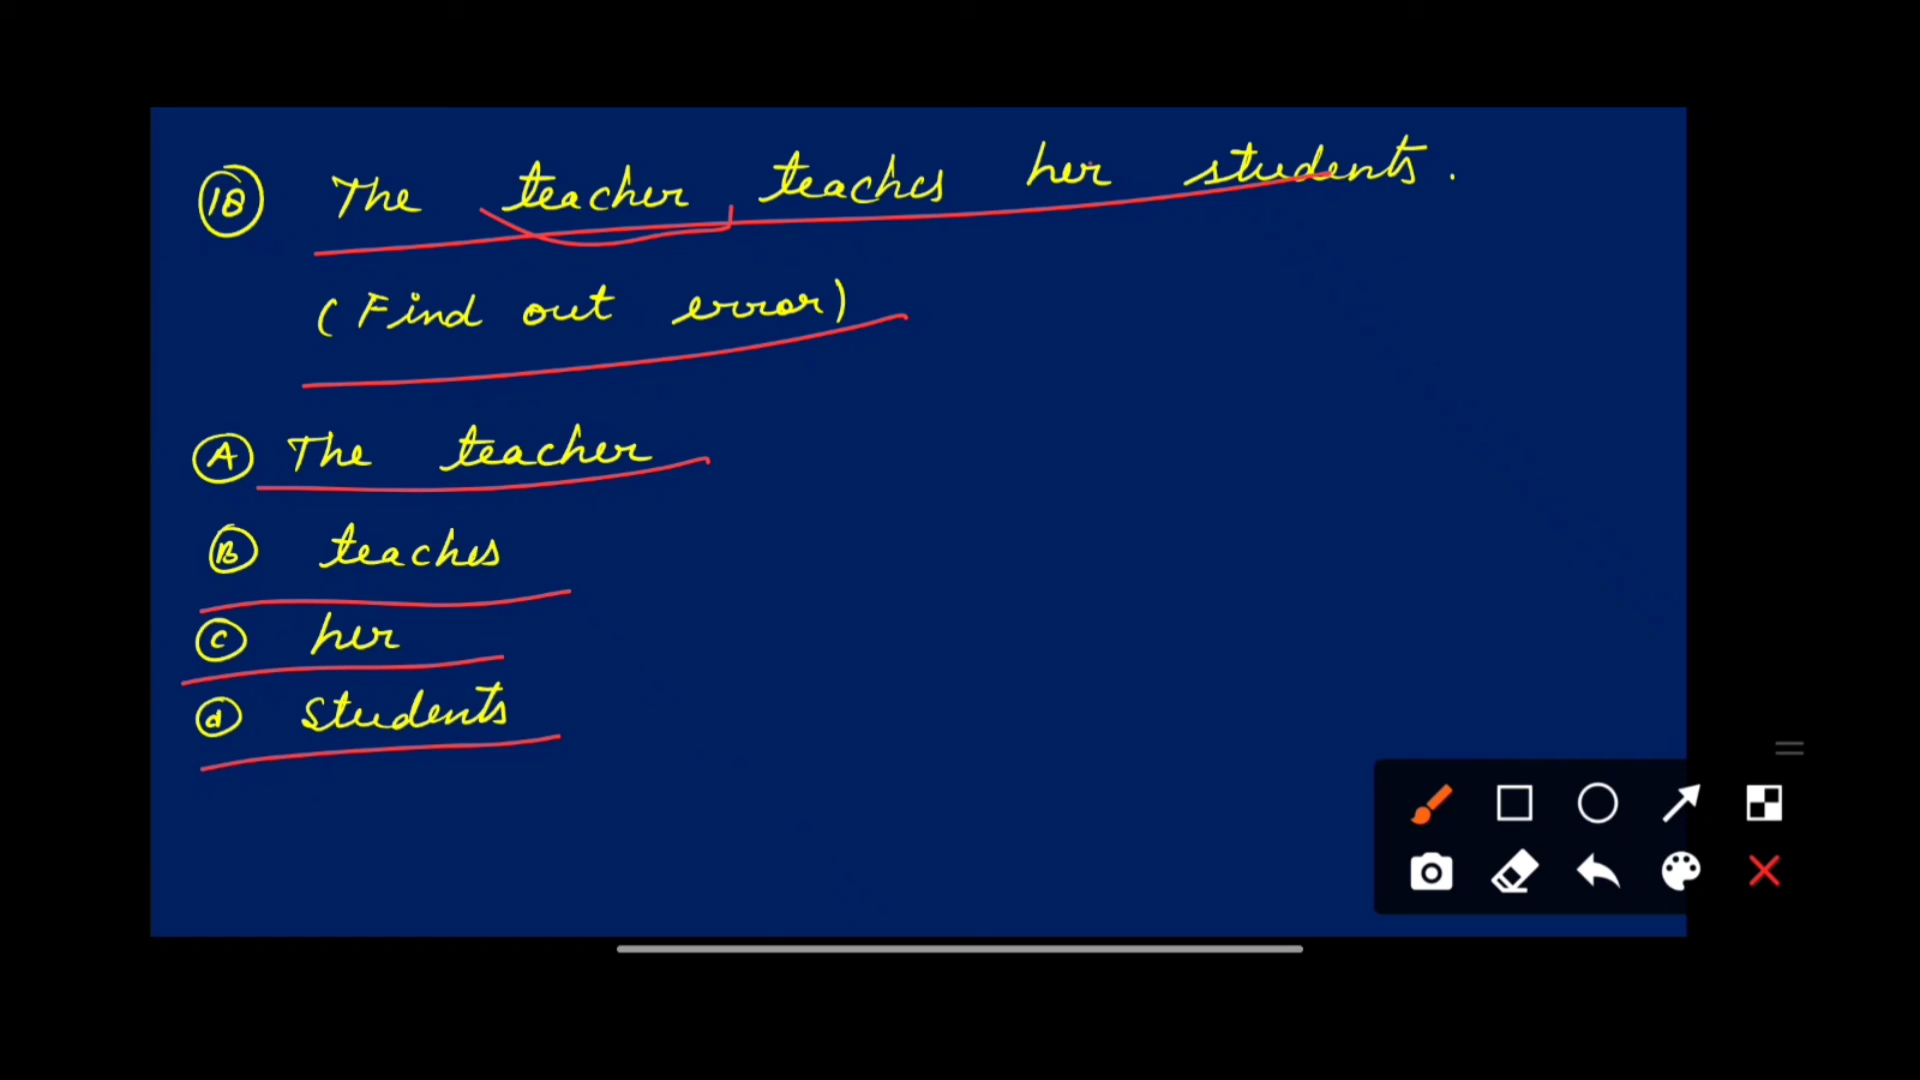 18 The teacher teaches her students.
(Find out error)
A The teacher
B teaches
C her
d students